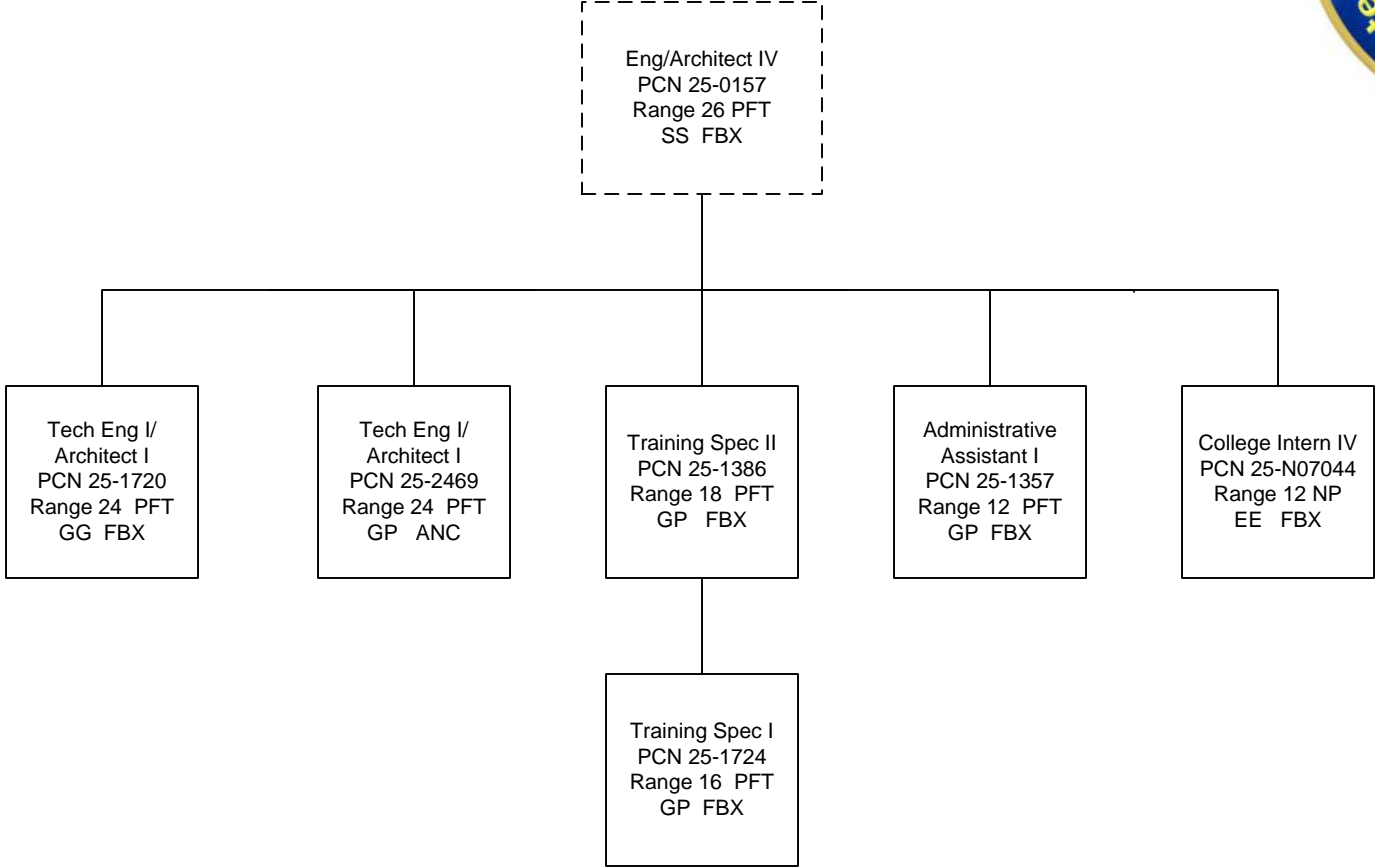 Eng/Architect IV
PCN 25-0157
Range 26 PFT
SS FBX
Tech Eng I/
Architect I
PCN 25-1720
Range 24 PFT
GG FBX
Tech Eng I/
Architect I
PCN 25-2469
Range 24 PFT
GP ANC
Training Spec II
PCN 25-1386
Range 18 PFT
GP FBX
Administrative
Assistant I
PCN 25-1357
Range 12 PFT
GP FBX
College Intern IV
PCN 25-N07044
Range 12 NP
EE FBX
Training Spec I
PCN 25-1724
Range 16 PFT
GP FBX